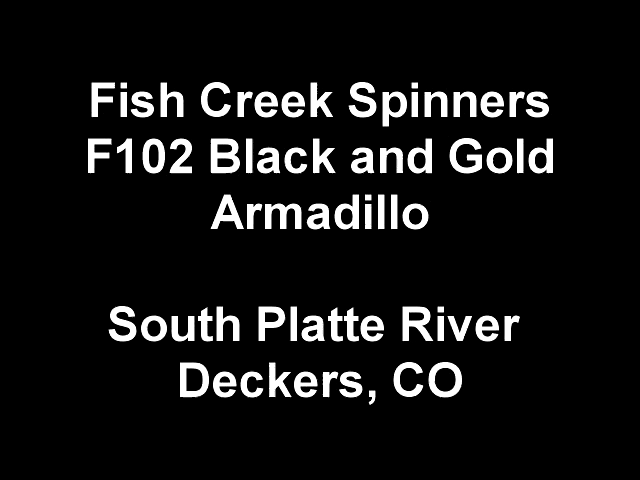 Fish Creek Spinners
F102 Black and Gold
Armadillo
South Platte River
Deckers, CO